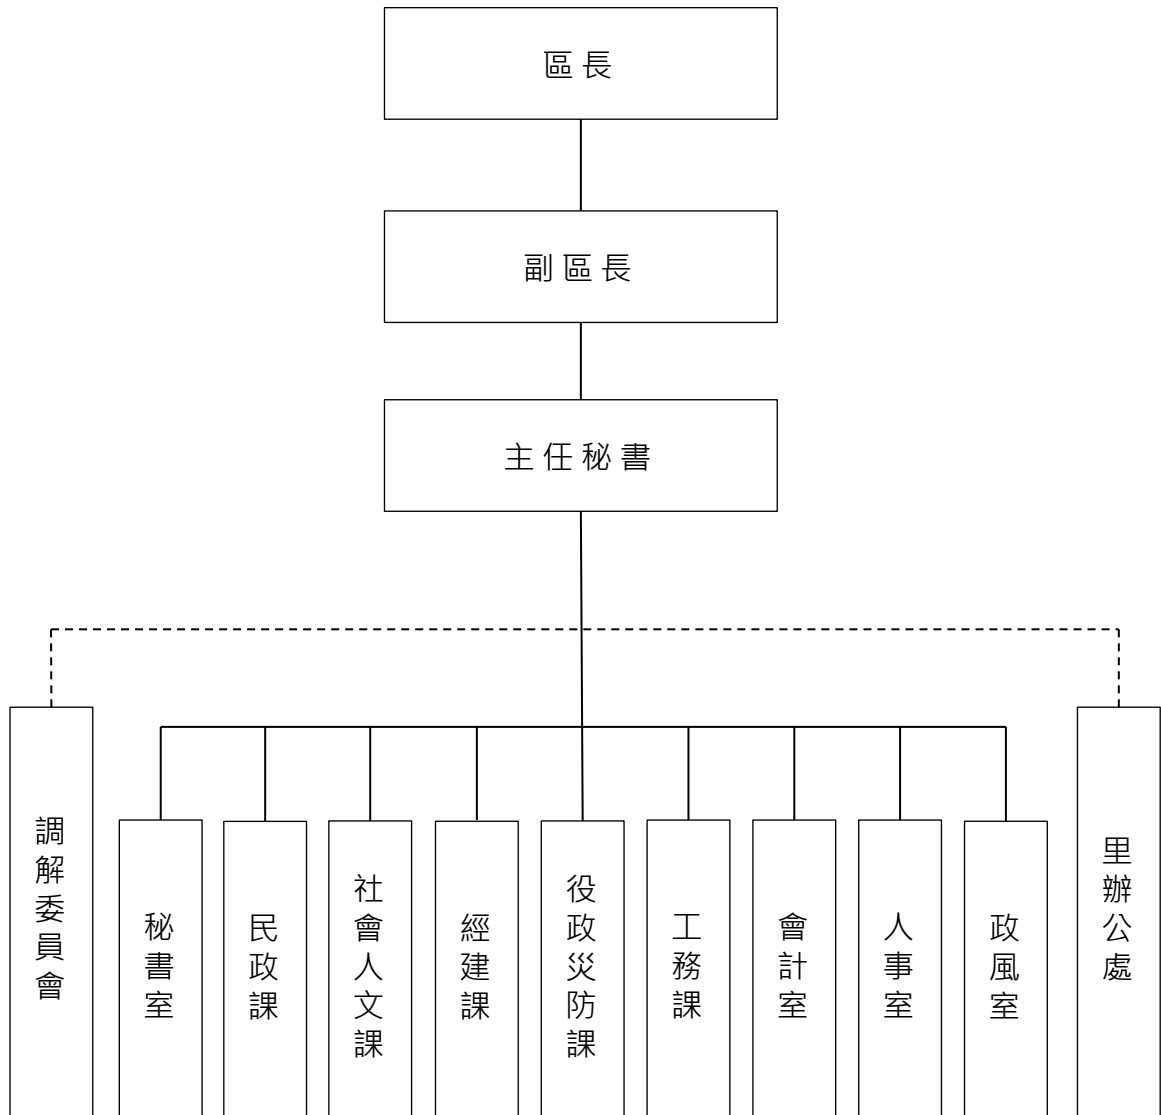 區長
副區長
主任秘書
調解委員會
秘書室
民政課
社會人文課
經建課
役政災防課
工務課
會計室
人事室
政風室
里辦公處